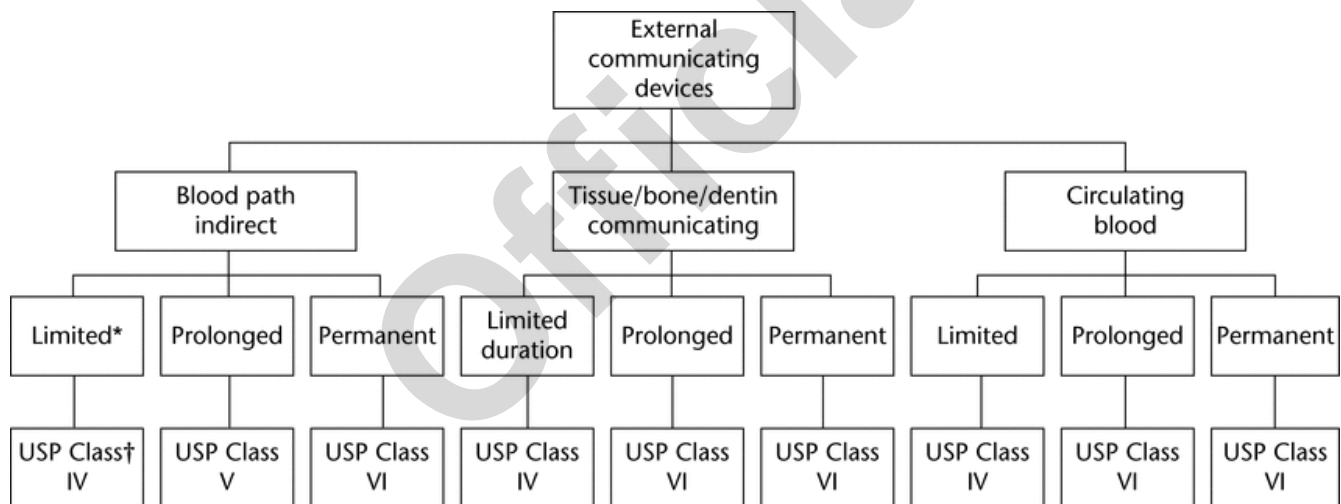 Official
External
communicating
devices
Blood path
indirect
Tissue/bone/dentin
communicating
Circulating
blood
Limited*
Prolonged
Permanent
Limited
duration
Prolonged
Permanent
Limited
Prolonged
Permanent
USP Class†
IV
USP Class
V
USP Class
VI
USP Class
IV
USP Class
VI
USP Class
VI
USP Class
IV
USP Class
VI
USP Class
VI